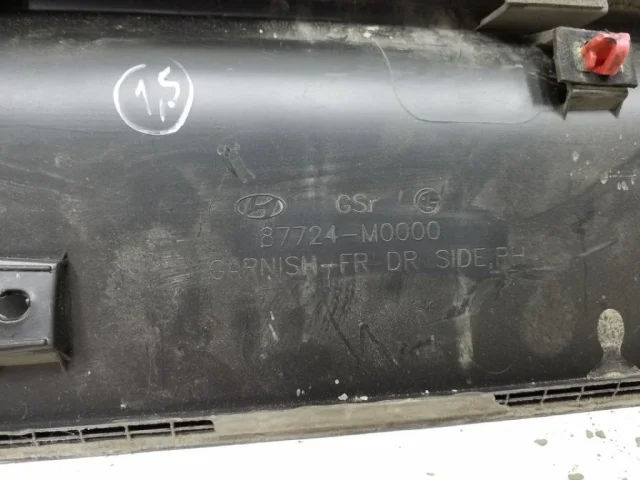 1,5
GSr
87724-M0000
GARNISH-FR DR SIDE,RH